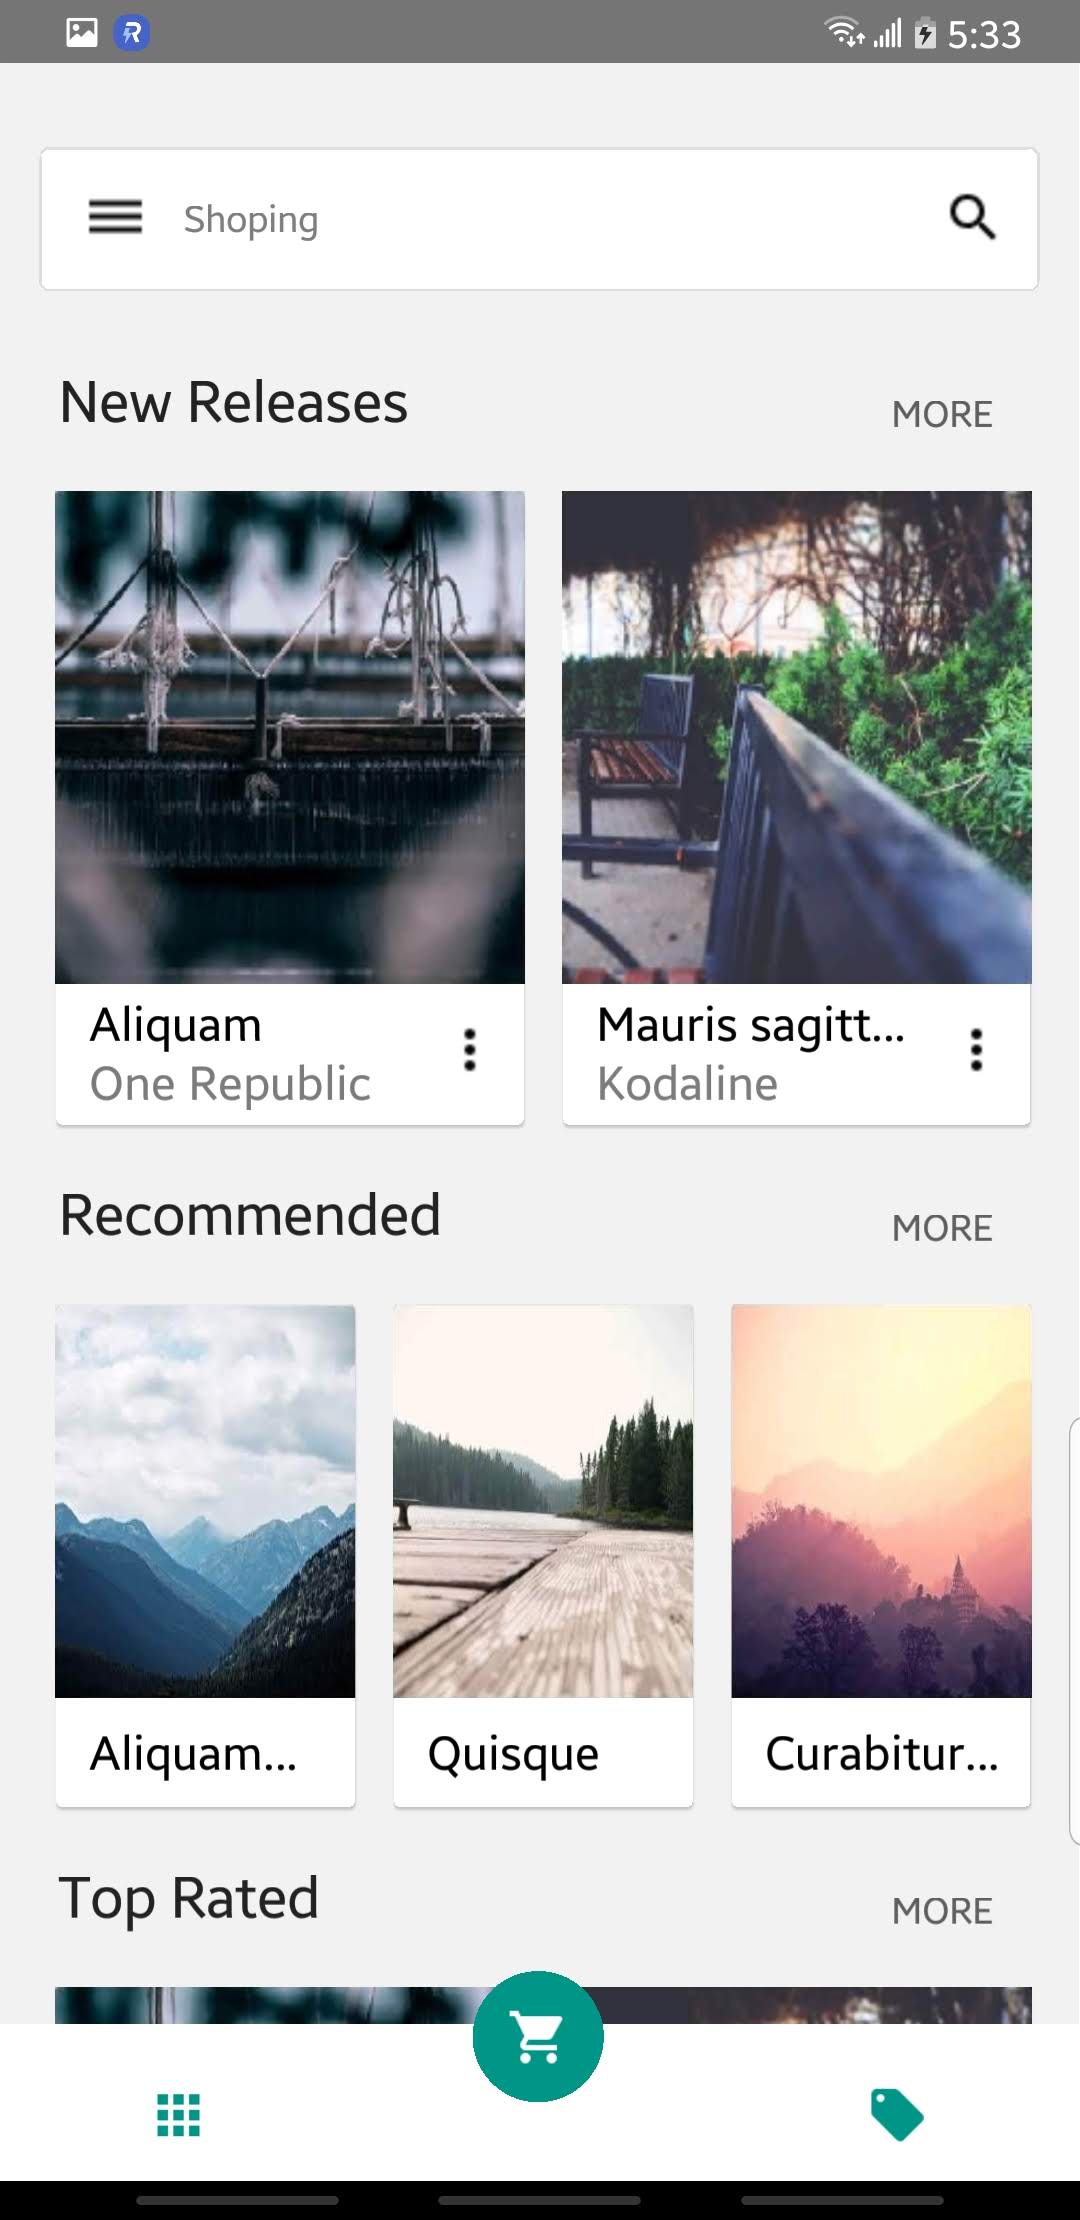 5:33
Shoping
New Releases
MORE
Aliquam
One Republic
Mauris sagitt...
Kodaline
Recommended
MORE
Aliquam...
Quisque
Curabitur...
Top Rated
MORE